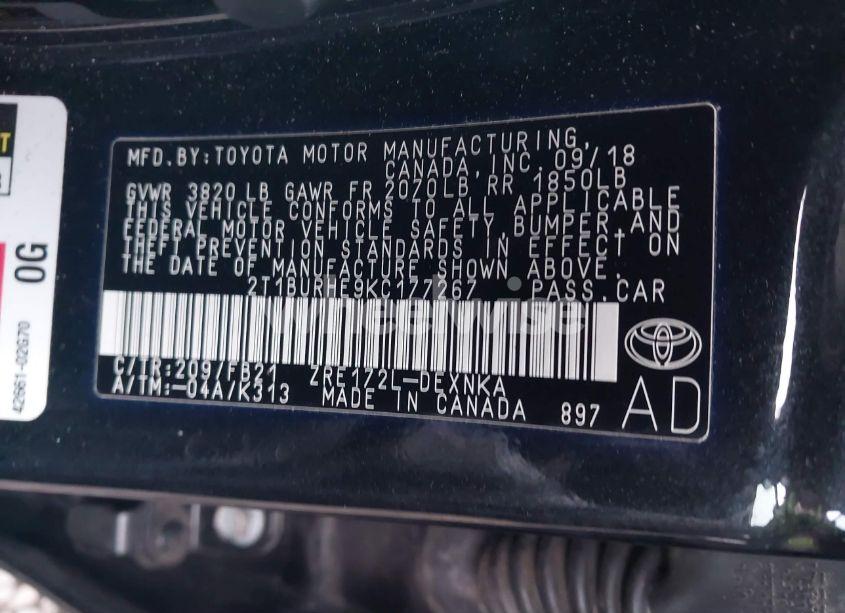 MFD.BY:TOYOTA MOTOR MANUFACTURING,
CANADA,INC.09/18
GVWR 3820 LB GAWR FR 2070LB RR 1850LB
THIS VEHICLE CONFORMS TO ALL APPLICABLE
FEDERAL MOTOR VEHICLE SAFETY,BUMPER,AND
THEFT PREVENTION STANDARDS IN EFFECT ON
THE DATE OF MANUFACTURE SHOWN ABOVE.
2T1BURHE9KC177267 PASS.CAR
wheelwise
C/TR:209/FB21 ZRE172L-DEXNKA
A/TM:-04A/K313 MADE IN CANADA 897
AD
0G
42661-02G70